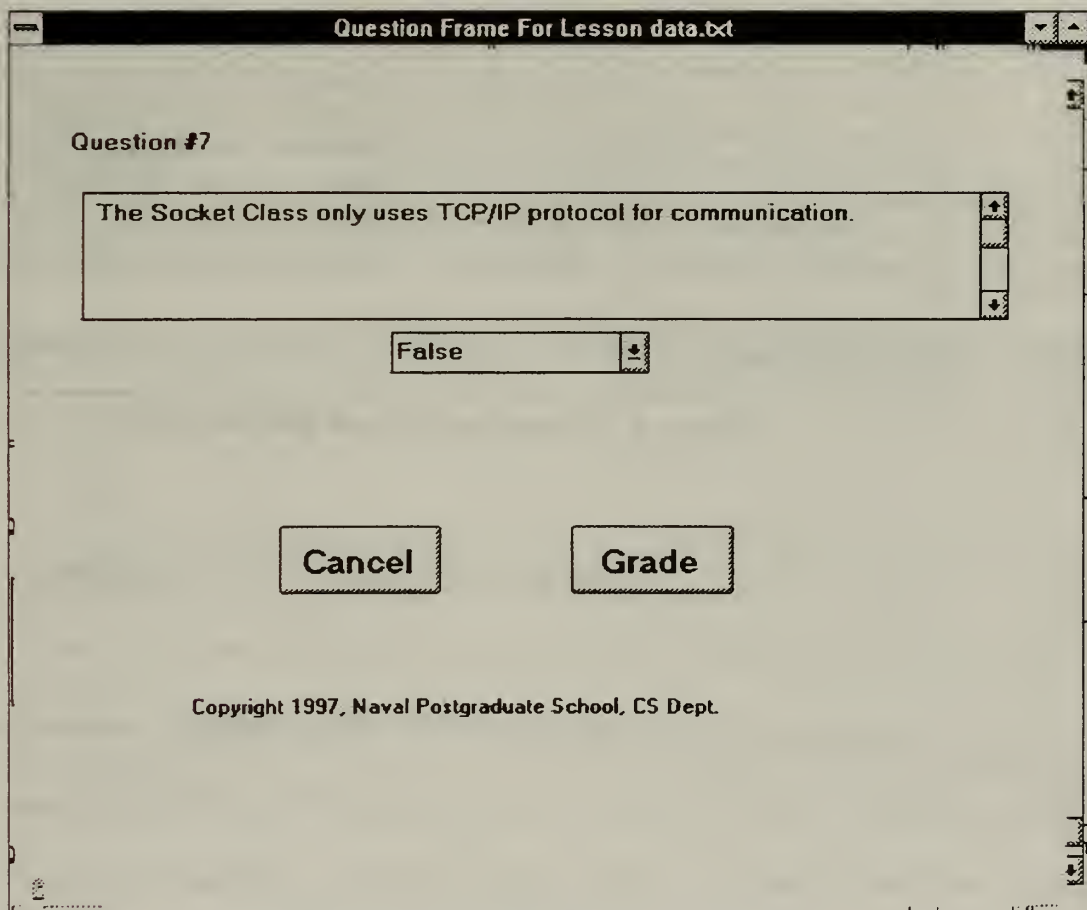 Question Frame For Lesson data.txt
Question #7
The Socket Class only uses TCP/IP protocol for communication.
False
Cancel
Grade
Copyright 1997, Naval Postgraduate School, CS Dept.